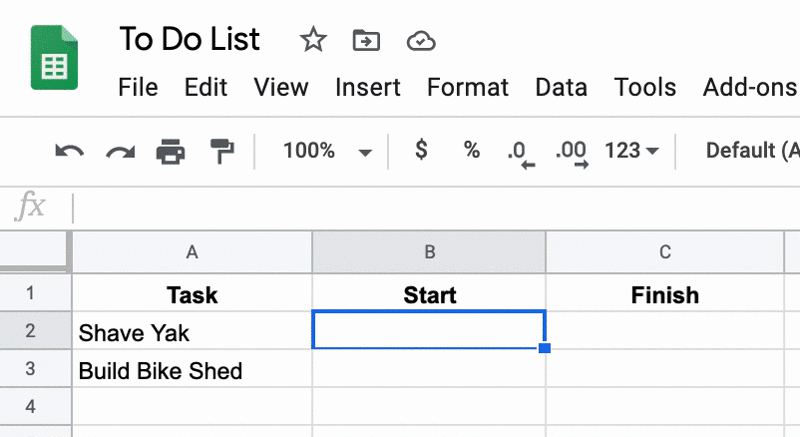 To Do List
File Edit View Insert Format Data Tools Add-ons
100% $ % .0 .00 123 Default (A
fx
A B C
1 Task Start Finish
2 Shave Yak
3 Build Bike Shed
4